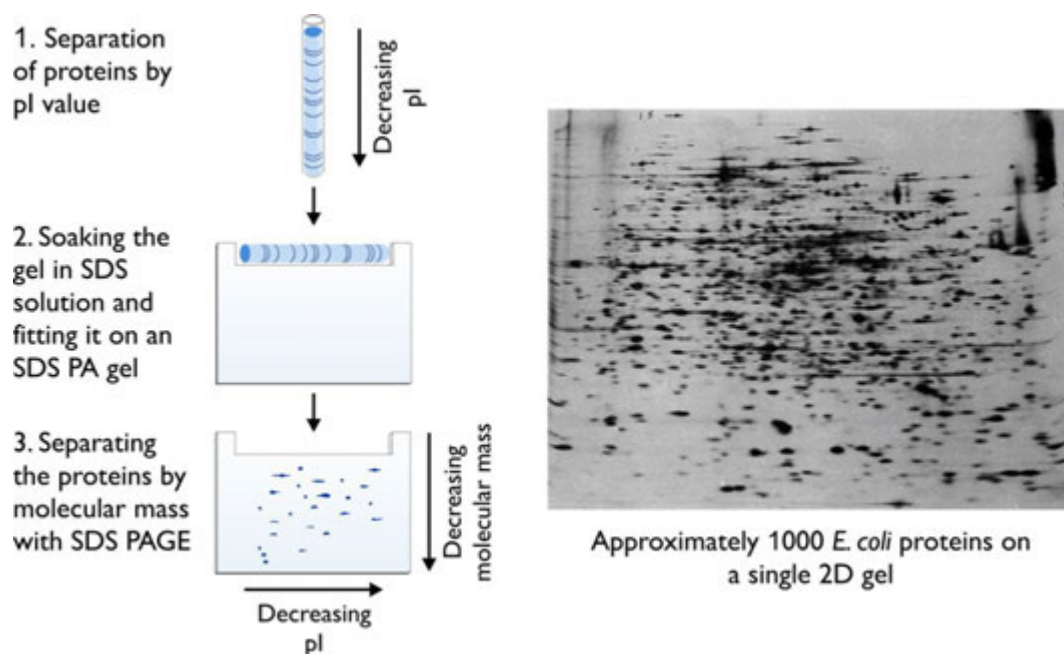 1. Separation
of proteins by
pI value
Decreasing
pI
2. Soaking the
gel in SDS
solution and
fitting it on an
SDS PA gel
3. Separating
the proteins by
molecular mass
with SDS PAGE
Decreasing
molecular mass
Decreasing
pI
Approximately 1000 E. coli proteins on
a single 2D gel